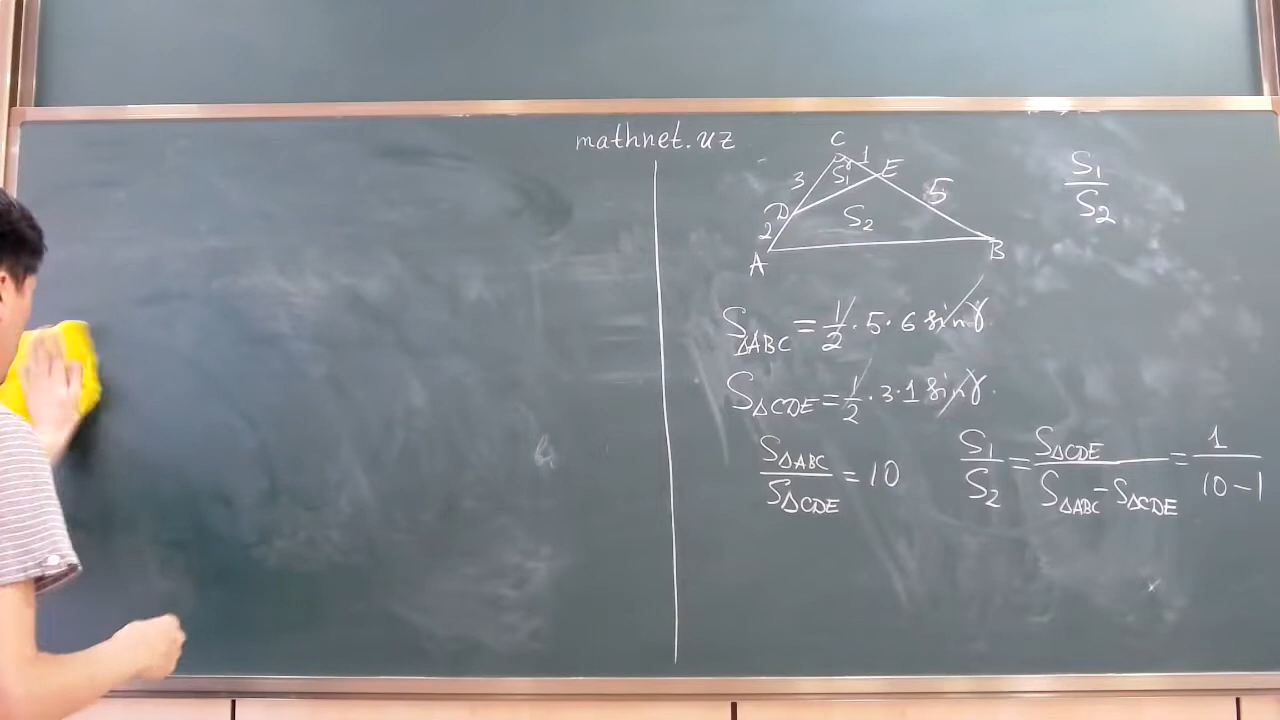 mathnet.uz
C
3 S₁ γ 1 E
D S₂ 5
2
A B
S₁/S₂
S△ABC = 1/2 · 5 · 6 sin γ
S△CDE = 1/2 · 3 · 1 sin γ.
S△ABC/S△CDE = 10
S₁/S₂ = S△CDE/(S△ABC - S△CDE) = 1/(10 - 1)